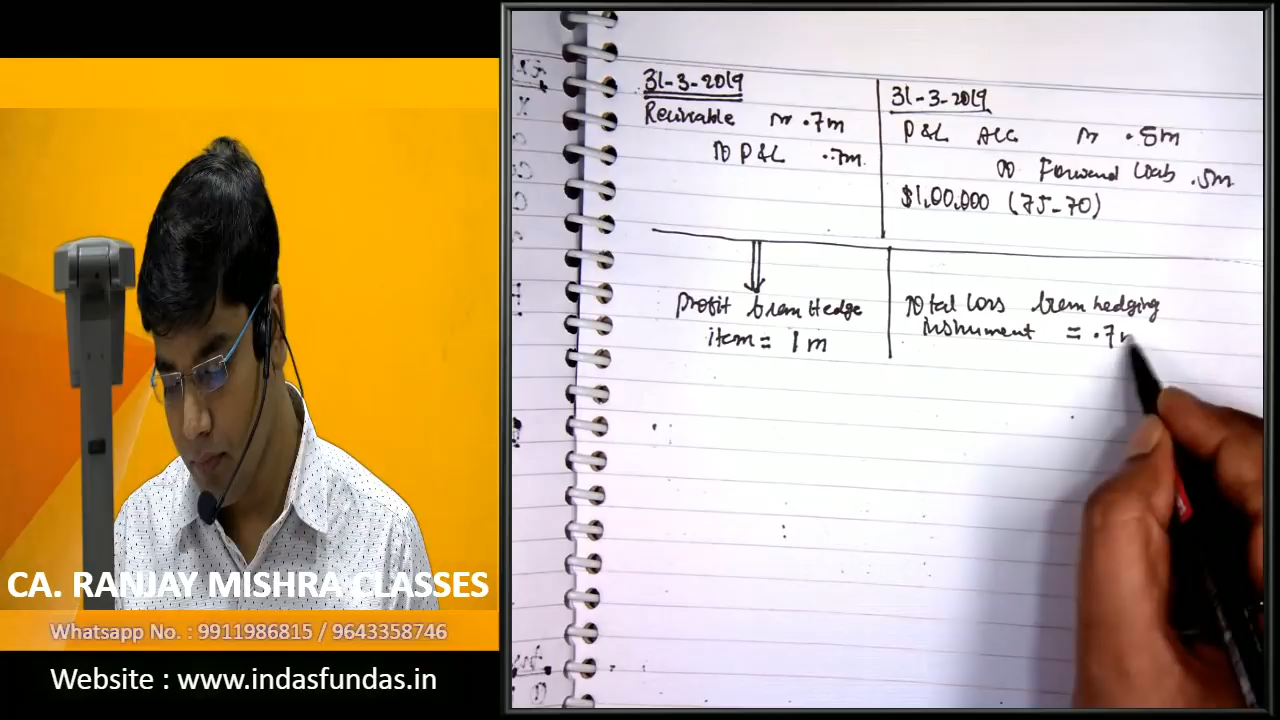 31-3-2019
Receivable Dr .7m
To P&L .7m.
31-3-2019
P&L A/C Dr .5m
To Forward Liab .5m
$1,00,000 (75-70)
Profit from Hedge
item = 1 m
Total Loss from hedging
instrument = .7m
CA. RANJAY MISHRA CLASSES
Whatsapp No. : 9911986815 / 9643358746
Website : www.indasfundas.in